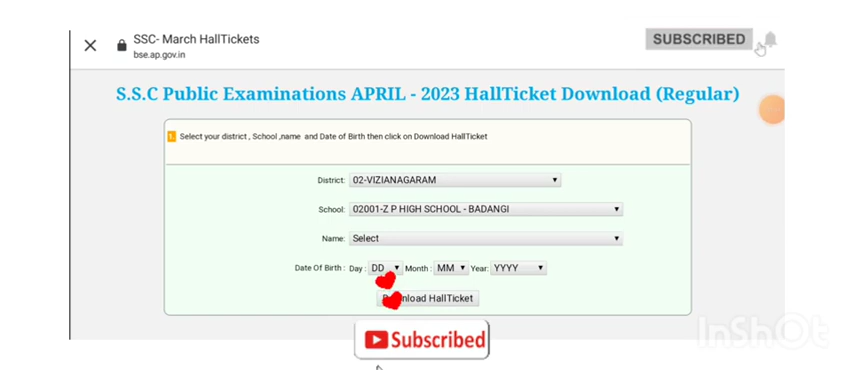 SSC- March HallTickets
bse.ap.gov.in
SUBSCRIBED
S.S.C Public Examinations APRIL - 2023 HallTicket Download (Regular)
1. Select your district , School ,name and Date of Birth then click on Download HallTicket
District: 02-VIZIANAGARAM
School: 02001-Z P HIGH SCHOOL - BADANGI
Name: Select
Date Of Birth : Day : DD Month : MM Year: YYYY
Download HallTicket
Subscribed
InShOt